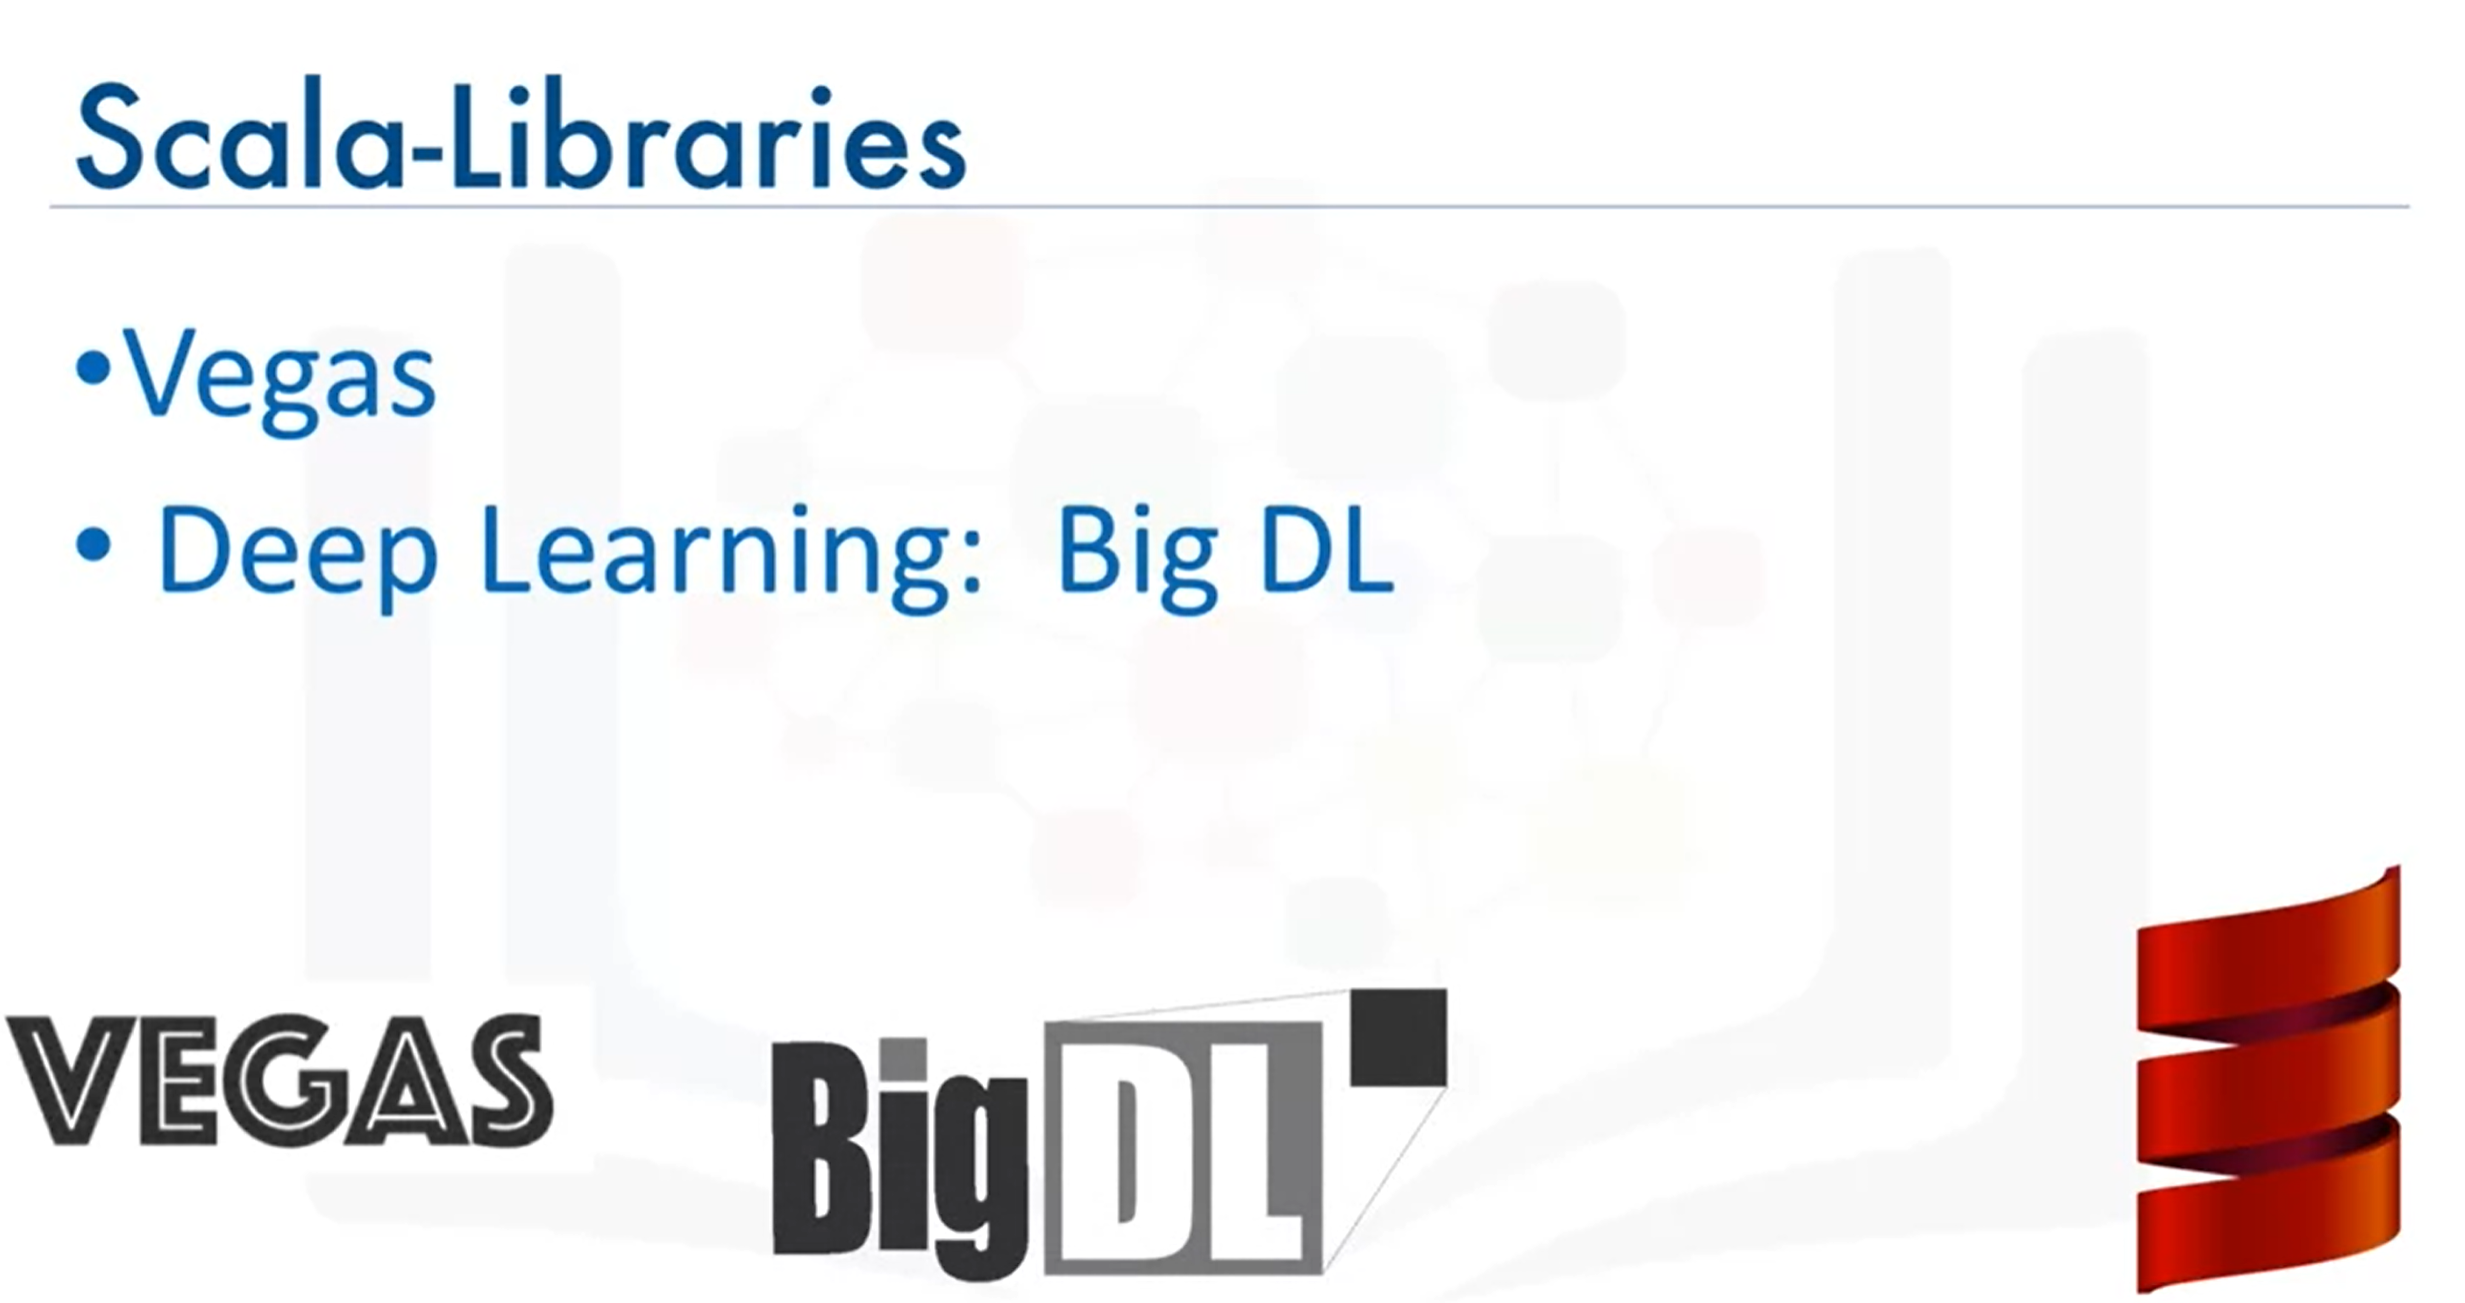 Scala-Libraries
•Vegas
• Deep Learning:  Big DL
VEGAS
BigDL